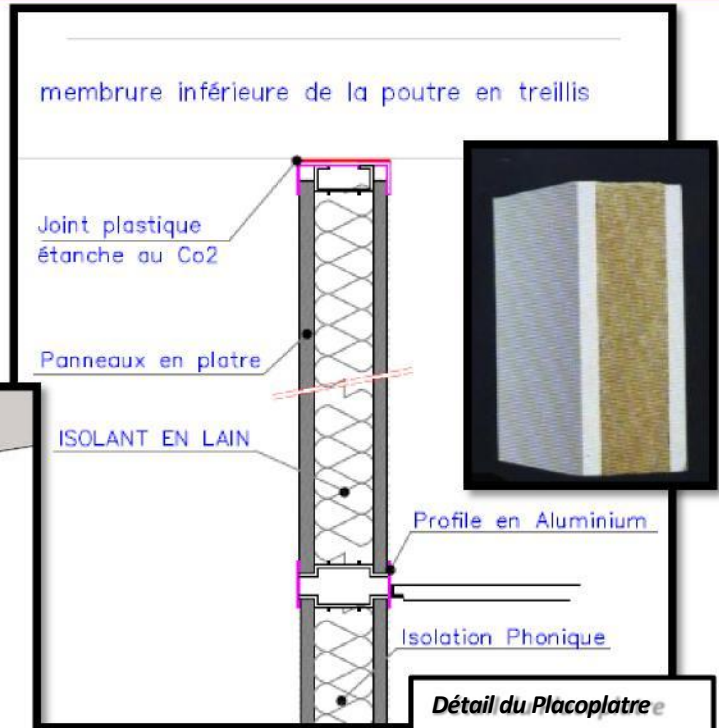 membrure inférieure de la poutre en treillis
Joint plastique
étanche au Co2
Panneaux en platre
ISOLANT EN LAIN
Profile en Aluminium
Isolation Phonique
Détail du Placoplatre